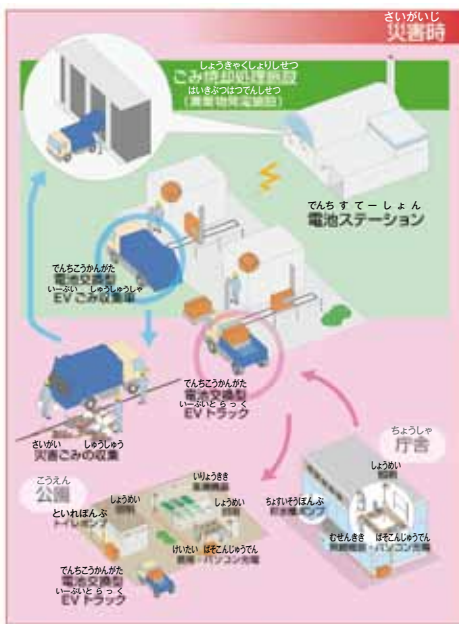 さいがいじ
災害時
しょうきゃくしょりしせつ
ごみ焼却処理施設
はいきぶつはつでんしせつ
(廃棄物発電施設)
でんちすてーしょん
電池ステーション
でんちこうかんがた
電池交換型
いーぶい しゅうしゅうしゃ
EVごみ収集車
でんちこうかんがた
電池交換型
いーぶいとらっく
EVトラック
さいがい しゅうしゅう
災害ごみの収集
ちょうしゃ
庁舎
しょうめい
照明
ちょすいそうぽんぷ
貯水槽ポンプ
むせんきき ぱそこんじゅうでん
無線機器・パソコン充電
こうえん
公園
いりょうきき
医療機器
しょうめい
照明
しょうめい
照明
といれぽんぷ
トイレポンプ
けいたい ぱそこんじゅうでん
携帯・パソコン充電
でんちこうかんがた
電池交換型
いーぶいとらっく
EVトラック